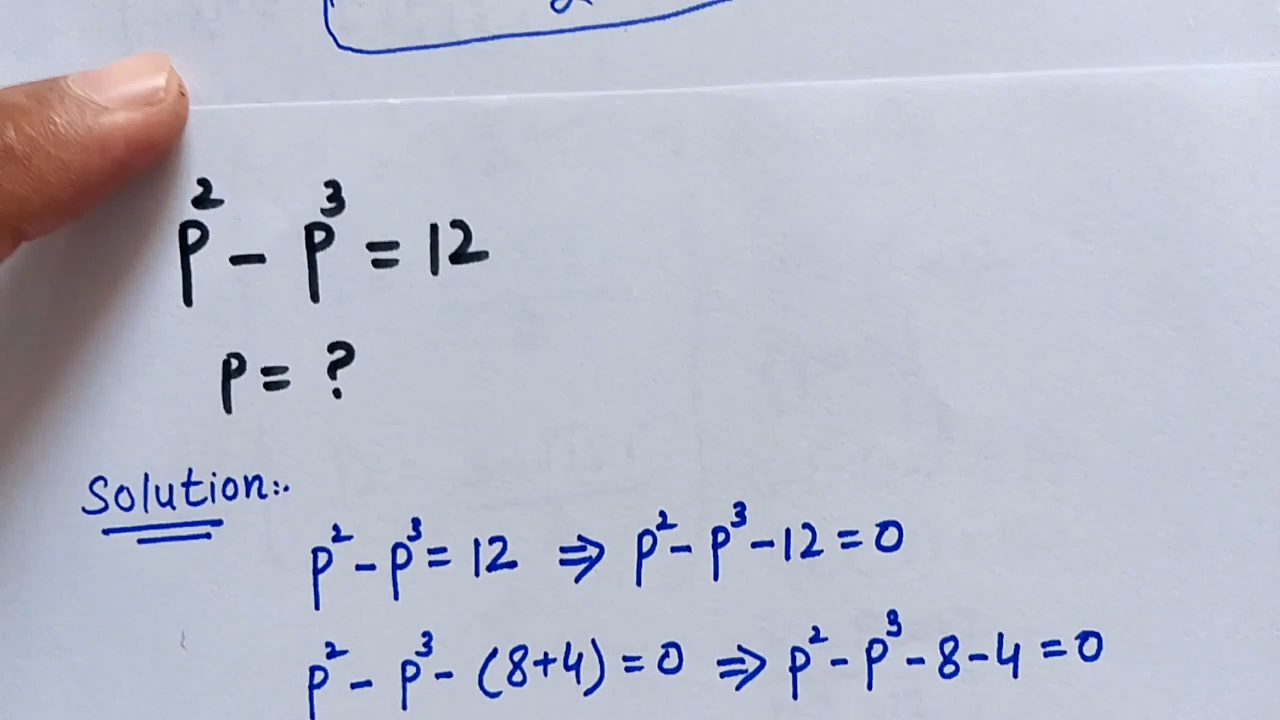 p² - p³ = 12
p = ?
Solution:.
p² - p³ = 12 ⇒ p² - p³ - 12 = 0
p² - p³ - (8+4) = 0 ⇒ p² - p³ - 8 - 4 = 0